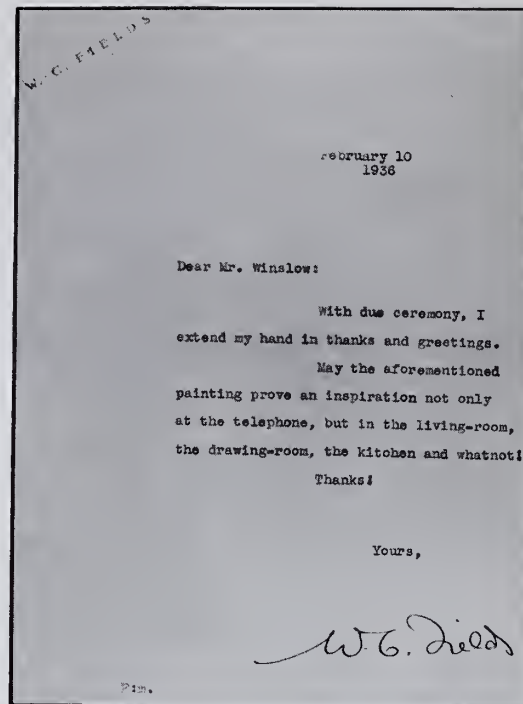 W. C. FIELDS
February 10
1936
Dear Mr. Winslow:
With due ceremony, I
extend my hand in thanks and greetings.
May the aforementioned
painting prove an inspiration not only
at the telephone, but in the living-room,
the drawing-room, the kitchen and whatnot!
Thanks!
Yours,
W. C. Fields